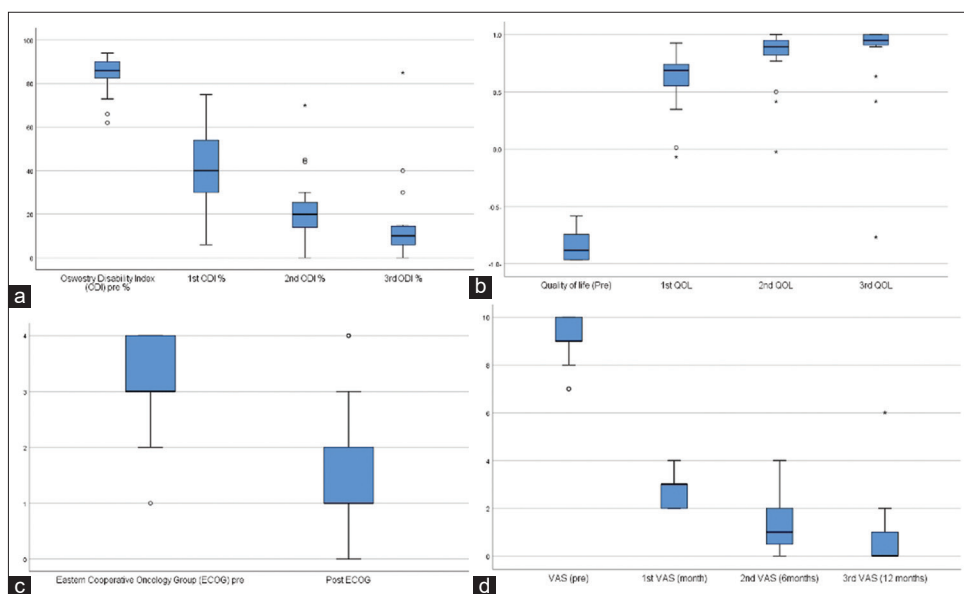 100
80
60
40
20
0
Oswostry Disability Index
(ODI) pre %
1st ODI %
2nd ODI %
3rd ODI %
a
1.0
0.5
0.0
-0.5
-1.0
Quality of life (Pre)
1st QOL
2nd QOL
3rd QOL
b
4
3
2
1
0
Eastern Cooperative Oncology Group (ECOG) pre
Post ECOG
c
10
8
6
4
2
0
VAS (pre)
1st VAS (month)
2nd VAS (6months)
3rd VAS (12 months)
d